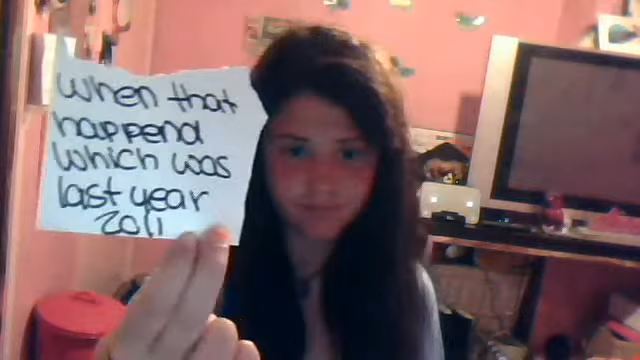 when that
happend
which was
last year
2011